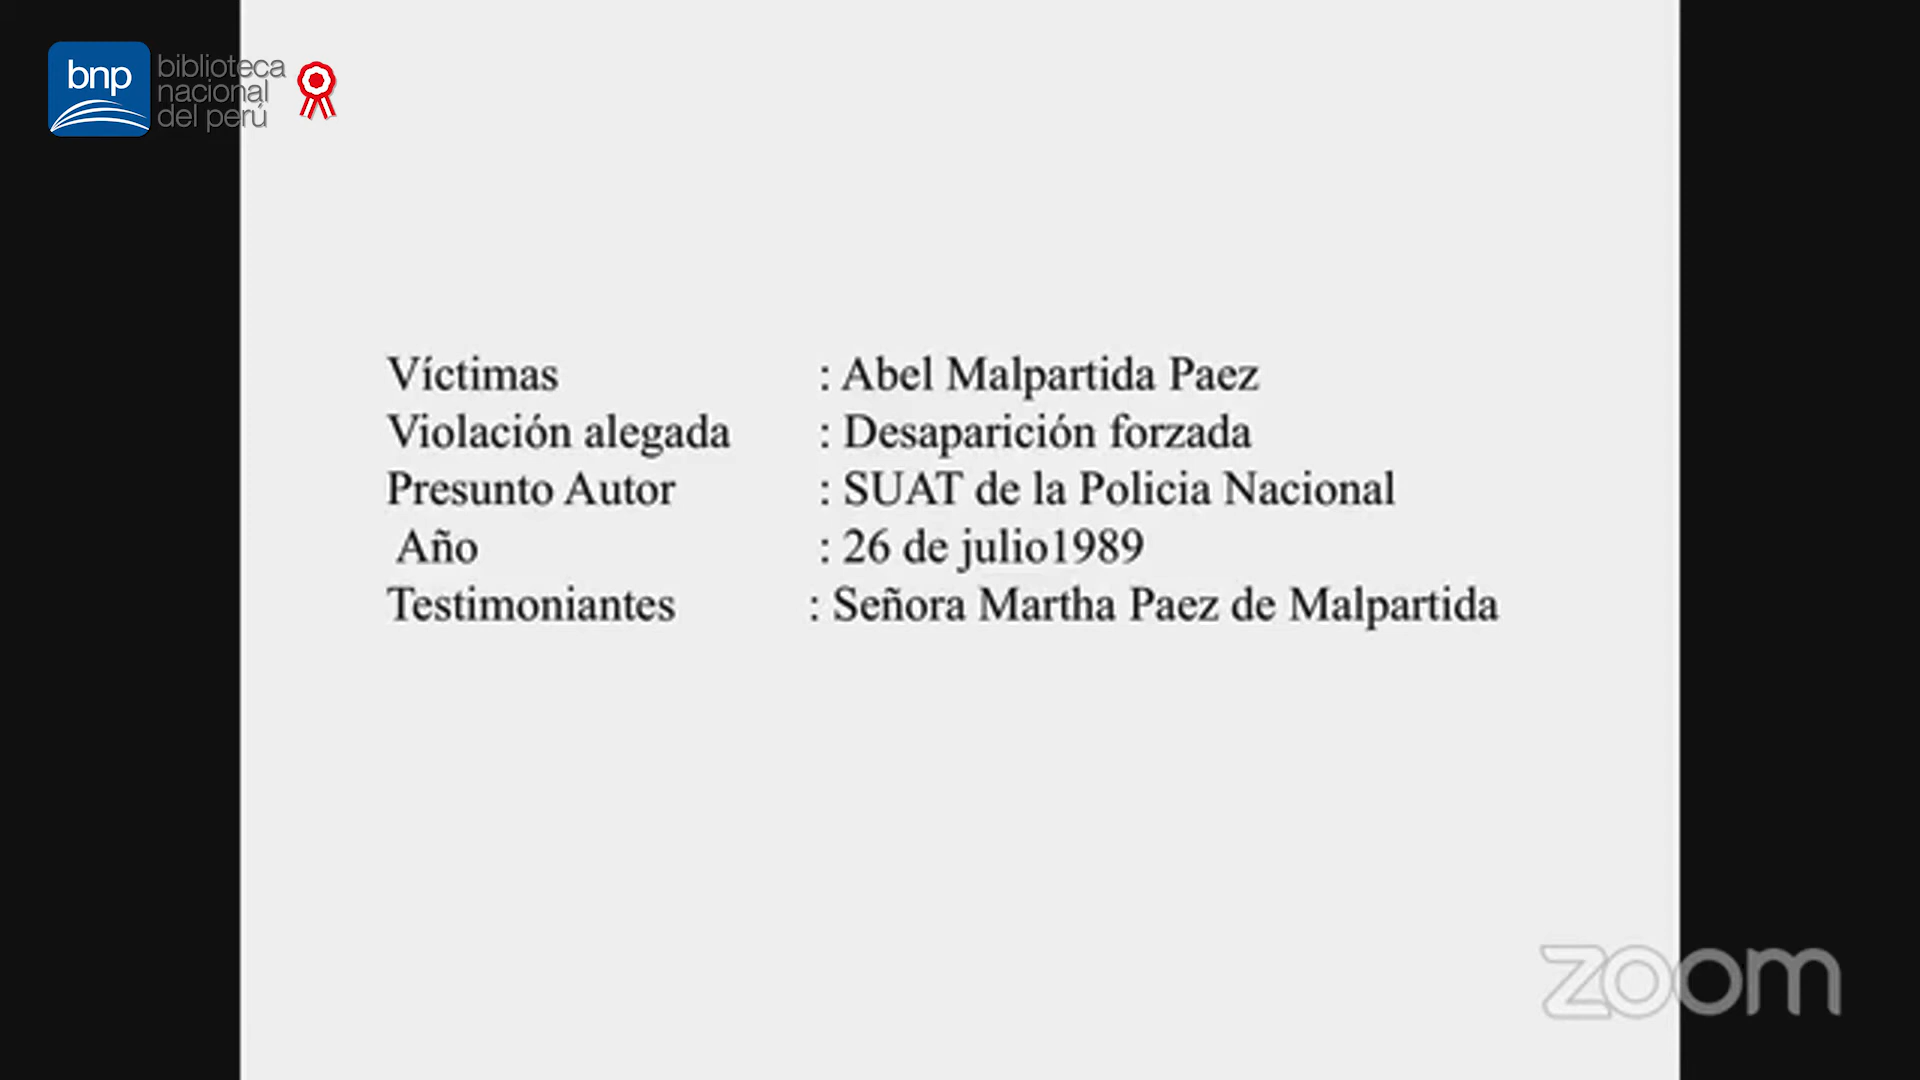 bnp
biblioteca
nacional
del perú
Víctimas : Abel Malpartida Paez
Violación alegada : Desaparición forzada
Presunto Autor : SUAT de la Policia Nacional
Año : 26 de julio1989
Testimoniantes : Señora Martha Paez de Malpartida
zoom